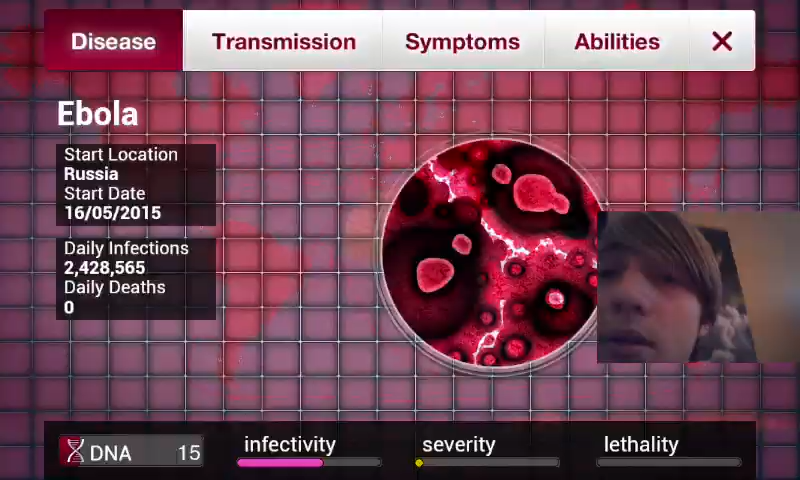 Disease
Transmission
Symptoms
Abilities
X
Ebola
Start Location
Russia
Start Date
16/05/2015
Daily Infections
2,428,565
Daily Deaths
0
DNA 15
infectivity
severity
lethality